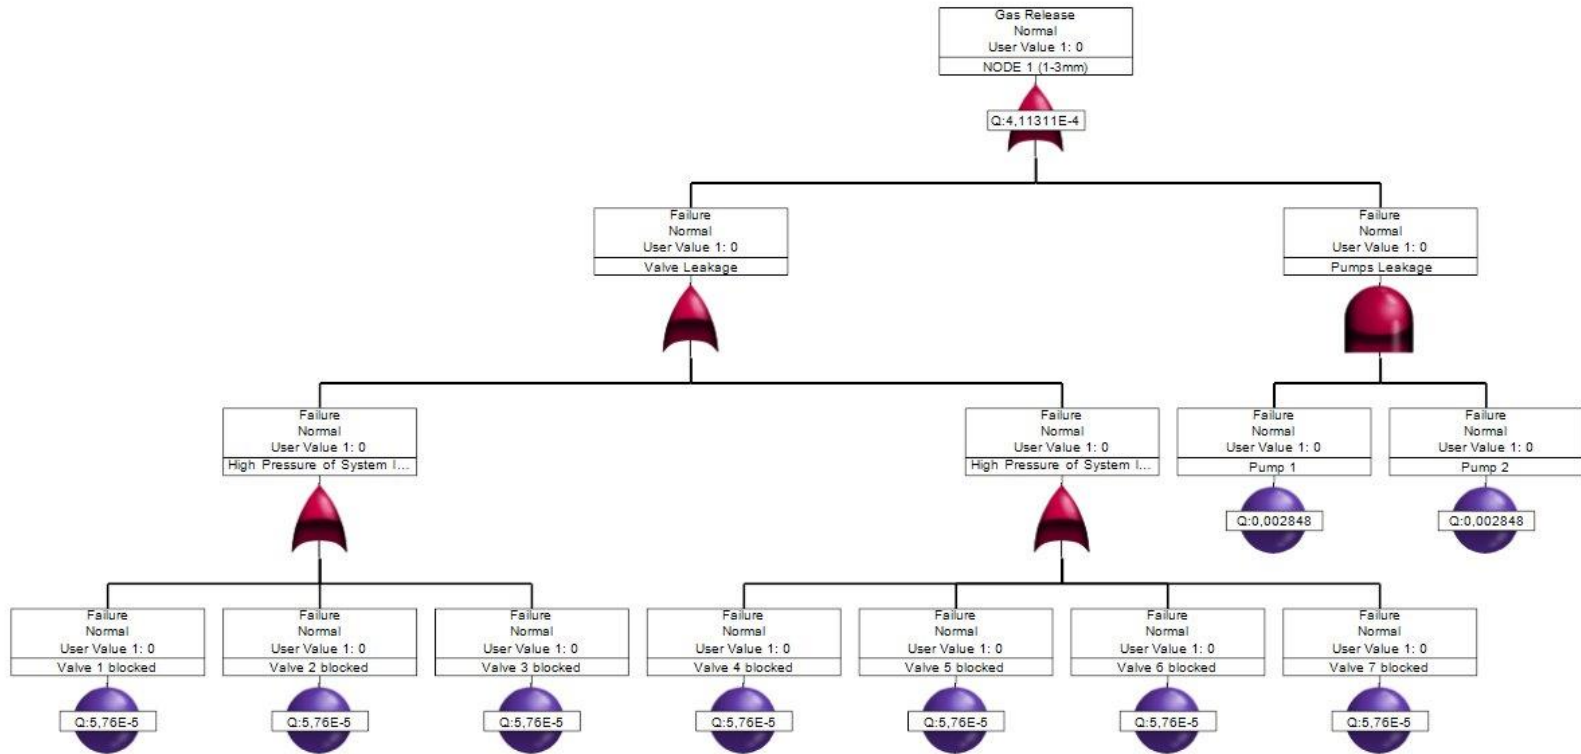 Gas Release
Normal
User Value 1: 0
NODE 1 (1-3mm)
Q:4,11311E-4
Failure
Normal
User Value 1: 0
Valve Leakage
Failure
Normal
User Value 1: 0
Pumps Leakage
Failure
Normal
User Value 1: 0
High Pressure of System I...
Failure
Normal
User Value 1: 0
High Pressure of System I...
Failure
Normal
User Value 1: 0
Pump 1
Q:0,002848
Failure
Normal
User Value 1: 0
Pump 2
Q:0,002848
Failure
Normal
User Value 1: 0
Valve 1 blocked
Q:5,76E-5
Failure
Normal
User Value 1: 0
Valve 2 blocked
Q:5,76E-5
Failure
Normal
User Value 1: 0
Valve 3 blocked
Q:5,76E-5
Failure
Normal
User Value 1: 0
Valve 4 blocked
Q:5,76E-5
Failure
Normal
User Value 1: 0
Valve 5 blocked
Q:5,76E-5
Failure
Normal
User Value 1: 0
Valve 6 blocked
Q:5,76E-5
Failure
Normal
User Value 1: 0
Valve 7 blocked
Q:5,76E-5